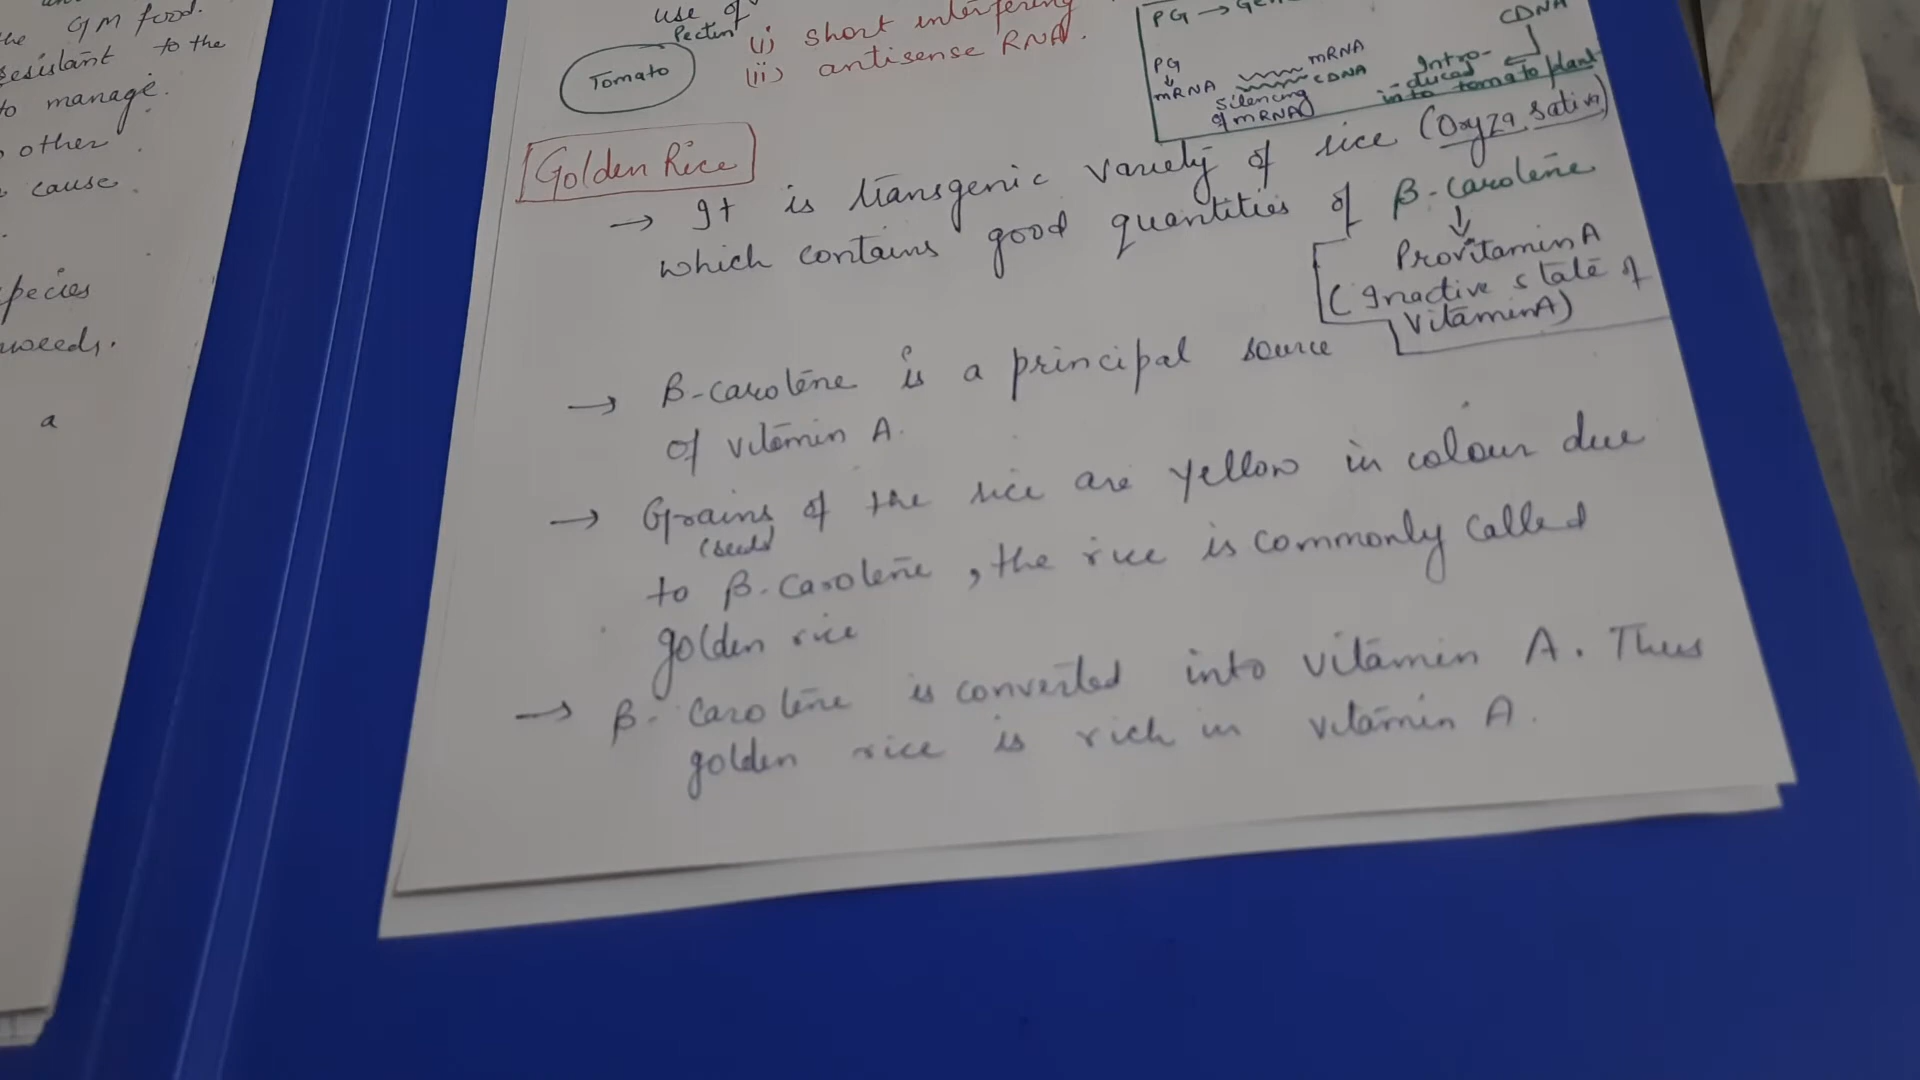 the GM food.
resistant to the
to manage.
other
cause
species
weeds.
a
use of
Pectin
(i) short interfering
(ii) antisense RNA.
Tomato
PG →
CDNA
PG
↓
mRNA
mRNA
CDNA
silencing
of mRNA
Intro-
duced
into tomato plant
Golden Rice
→ It is transgenic variety of rice (Oryza sativa)
which contains good quantities of β-carotene
↓
Provitamin A
(Inactive state of
Vitamin A)
→ β-carotene is a principal source
of vitamin A.
→ Grains of the rice are yellow in colour due
(seeds)
to β-carotene, the rice is commonly called
golden rice
→ β-carotene is converted into vitamin A. Thus
golden rice is rich in vitamin A.